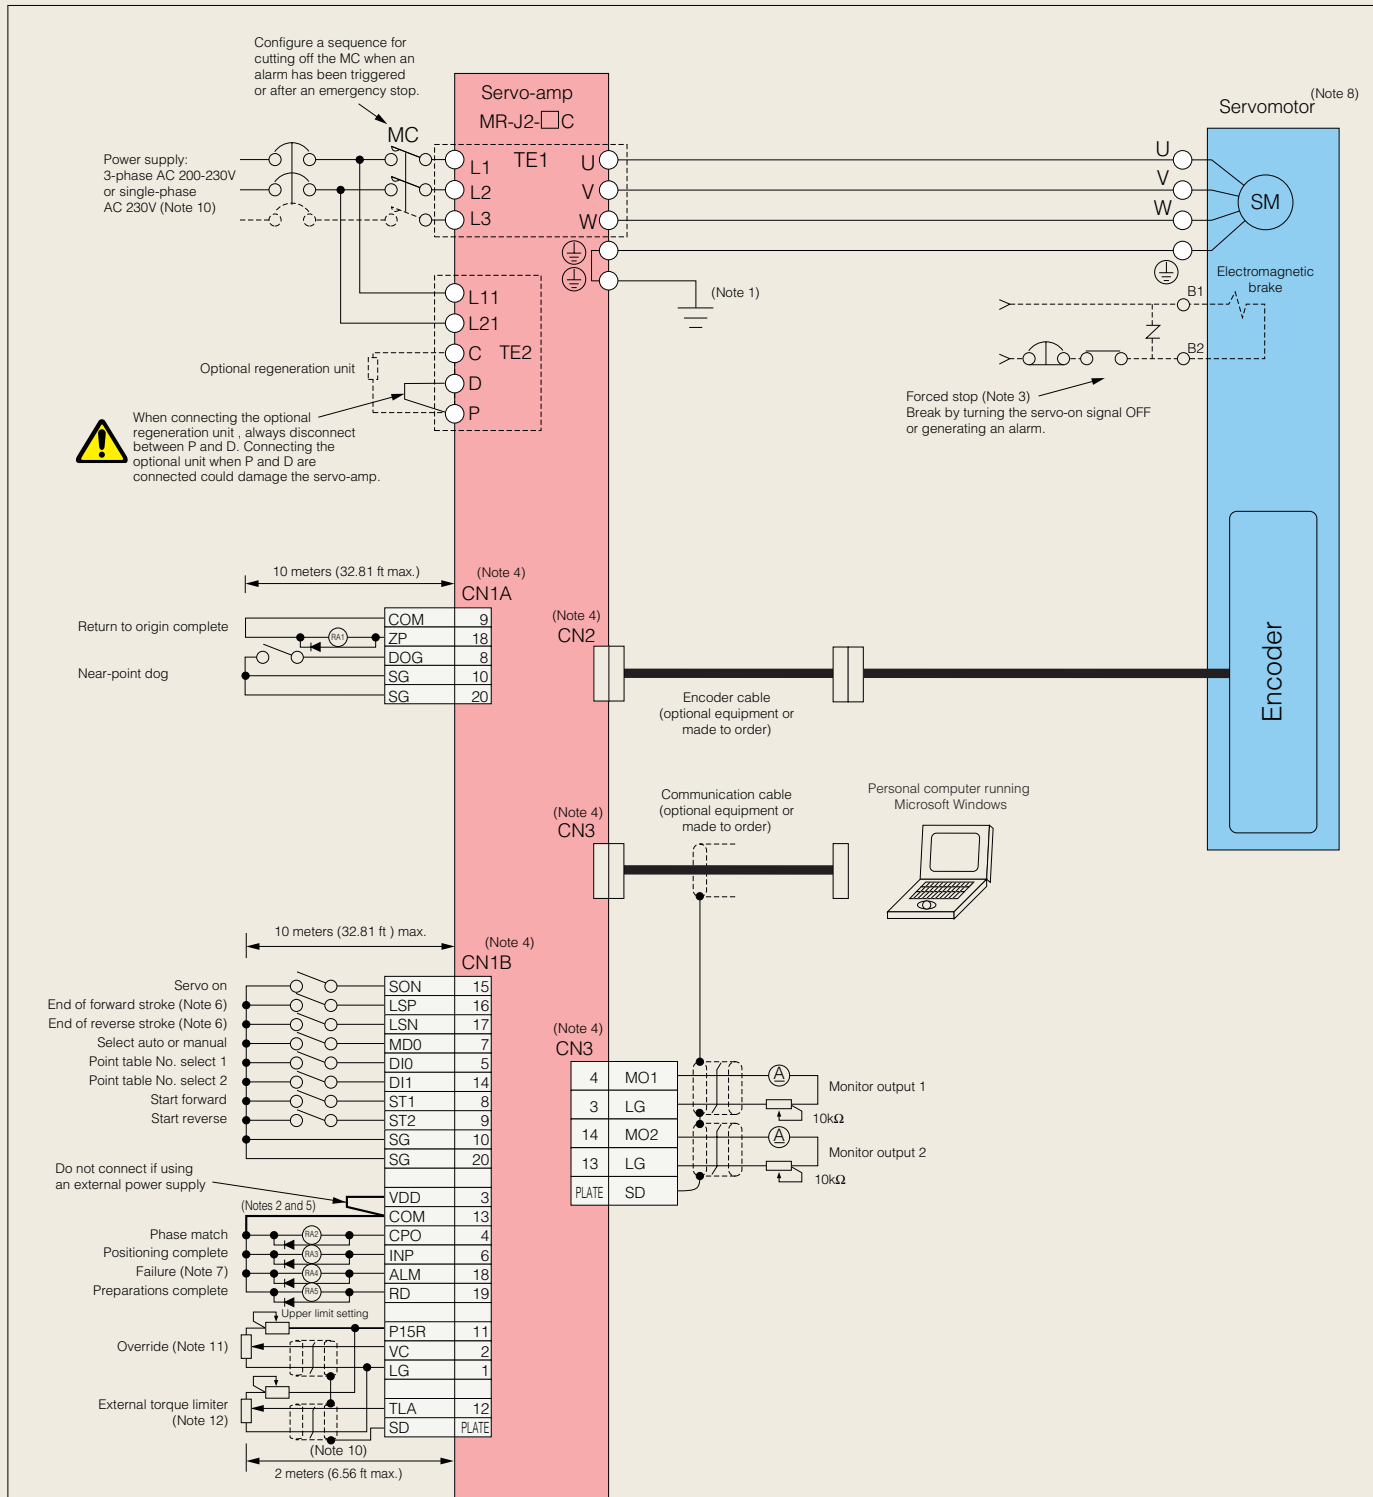 Configure a sequence for
cutting off the MC when an
alarm has been triggered
or after an emergency stop.
MC
Power supply:
3-phase AC 200-230V
or single-phase
AC 230V (Note 10)
Servo-amp
MR-J2-□C
TE1
L1
L2
L3
U
V
W
(Note 1)
U
V
W
Servomotor
(Note 8)
SM
Electromagnetic
brake
B1
B2
Forced stop (Note 3)
Break by turning the servo-on signal OFF
or generating an alarm.
L11
L21
C
TE2
D
P
Optional regeneration unit
When connecting the optional
regeneration unit , always disconnect
between P and D. Connecting the
optional unit when P and D are
connected could damage the servo-amp.
10 meters (32.81 ft max.)
(Note 4)
CN1A
Return to origin complete
Near-point dog
RA1
COM 9
ZP 18
DOG 8
SG 10
SG 20
(Note 4)
CN2
Encoder cable
(optional equipment or
made to order)
Encoder
(Note 4)
CN3
Communication cable
(optional equipment or
made to order)
Personal computer running
Microsoft Windows
10 meters (32.81 ft ) max.
(Note 4)
CN1B
Servo on SON 15
End of forward stroke (Note 6) LSP 16
End of reverse stroke (Note 6) LSN 17
Select auto or manual MD0 7
Point table No. select 1 DI0 5
Point table No. select 2 DI1 14
Start forward ST1 8
Start reverse ST2 9
SG 10
SG 20
Do not connect if using
an external power supply
(Notes 2 and 5)
VDD 3
COM 13
Phase match RA2 CPO 4
Positioning complete RA3 INP 6
Failure (Note 7) RA4 ALM 18
Preparations complete RA5 RD 19
Upper limit setting
P15R 11
Override (Note 11) VC 2
LG 1
External torque limiter
(Note 12)
TLA 12
SD PLATE
(Note 10)
2 meters (6.56 ft max.)
(Note 4)
CN3
4 MO1 A
Monitor output 1
3 LG
10kΩ
14 MO2 A
Monitor output 2
13 LG
10kΩ
PLATE SD